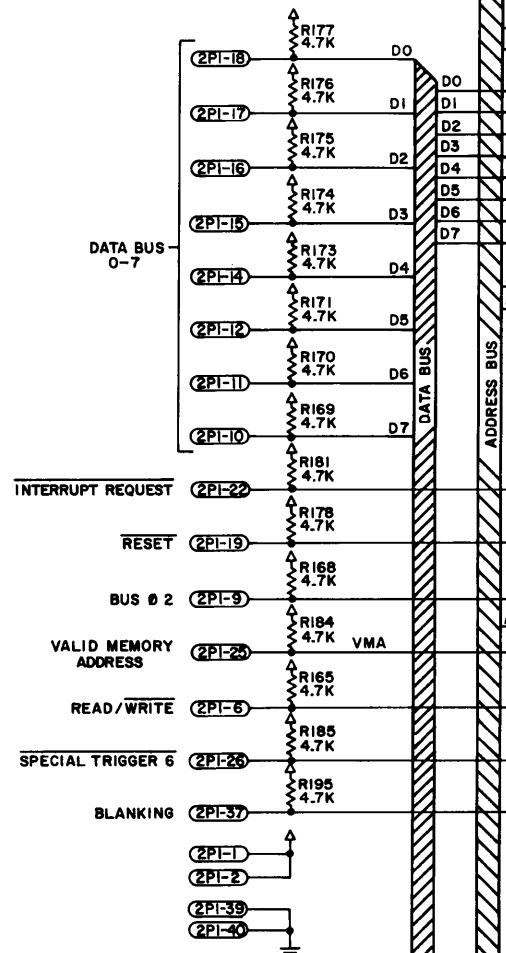 R177
4.7K
2P1-18
D0
R176
4.7K
2P1-17
D1
R175
4.7K
2P1-16
D2
R174
4.7K
2P1-15
D3
DATA BUS
0-7
R173
4.7K
2P1-14
D4
R171
4.7K
2P1-12
D5
R170
4.7K
2P1-11
D6
R169
4.7K
2P1-10
D7
D0
D1
D2
D3
D4
D5
D6
D7
DATA BUS
ADDRESS BUS
R181
4.7K
INTERRUPT REQUEST 2P1-22
R178
4.7K
RESET 2P1-19
R168
4.7K
BUS Ø 2 2P1-9
R184
4.7K
VALID MEMORY
ADDRESS
2P1-25
VMA
R165
4.7K
READ/WRITE 2P1-6
R185
4.7K
SPECIAL TRIGGER 6 2P1-26
R195
4.7K
BLANKING 2P1-37
2P1-1
2P1-2
2P1-39
2P1-40